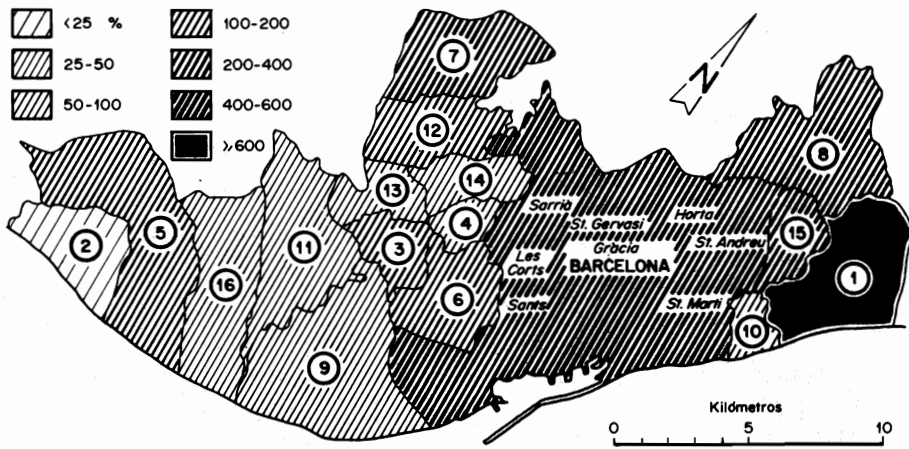 <25 %
25-50
50-100
100-200
200-400
400-600
⩾600
N
7
12
8
13
14
Sarrià
St. Gervasi
Horta
2
5
11
3
4
Gràcia
St. Andreu
15
16
6
Les
Corts
BARCELONA
1
Sants
St. Martí
10
9
Kilómetros
0 5 10